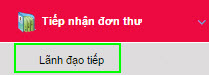 Tiếp nhận đơn thư
Lãnh đạo tiếp